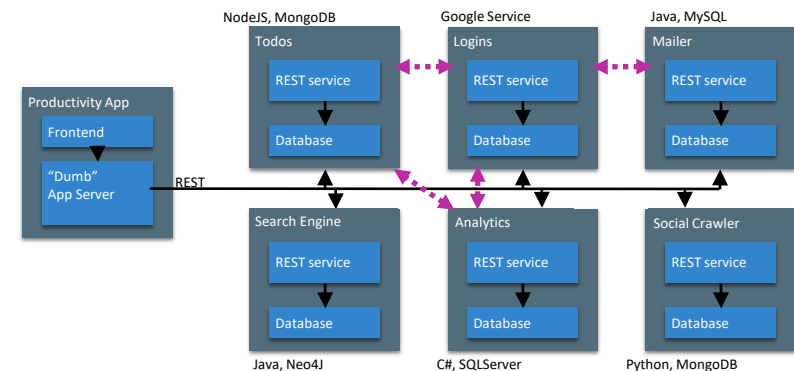 NodeJS, MongoDB
Google Service
Java, MySQL
Todos
Logins
Mailer
REST service
REST service
REST service
Database
Database
Database
Productivity App
Frontend
“Dumb”
App Server
REST
Search Engine
Analytics
Social Crawler
REST service
REST service
REST service
Database
Database
Database
Java, Neo4J
C#, SQLServer
Python, MongoDB